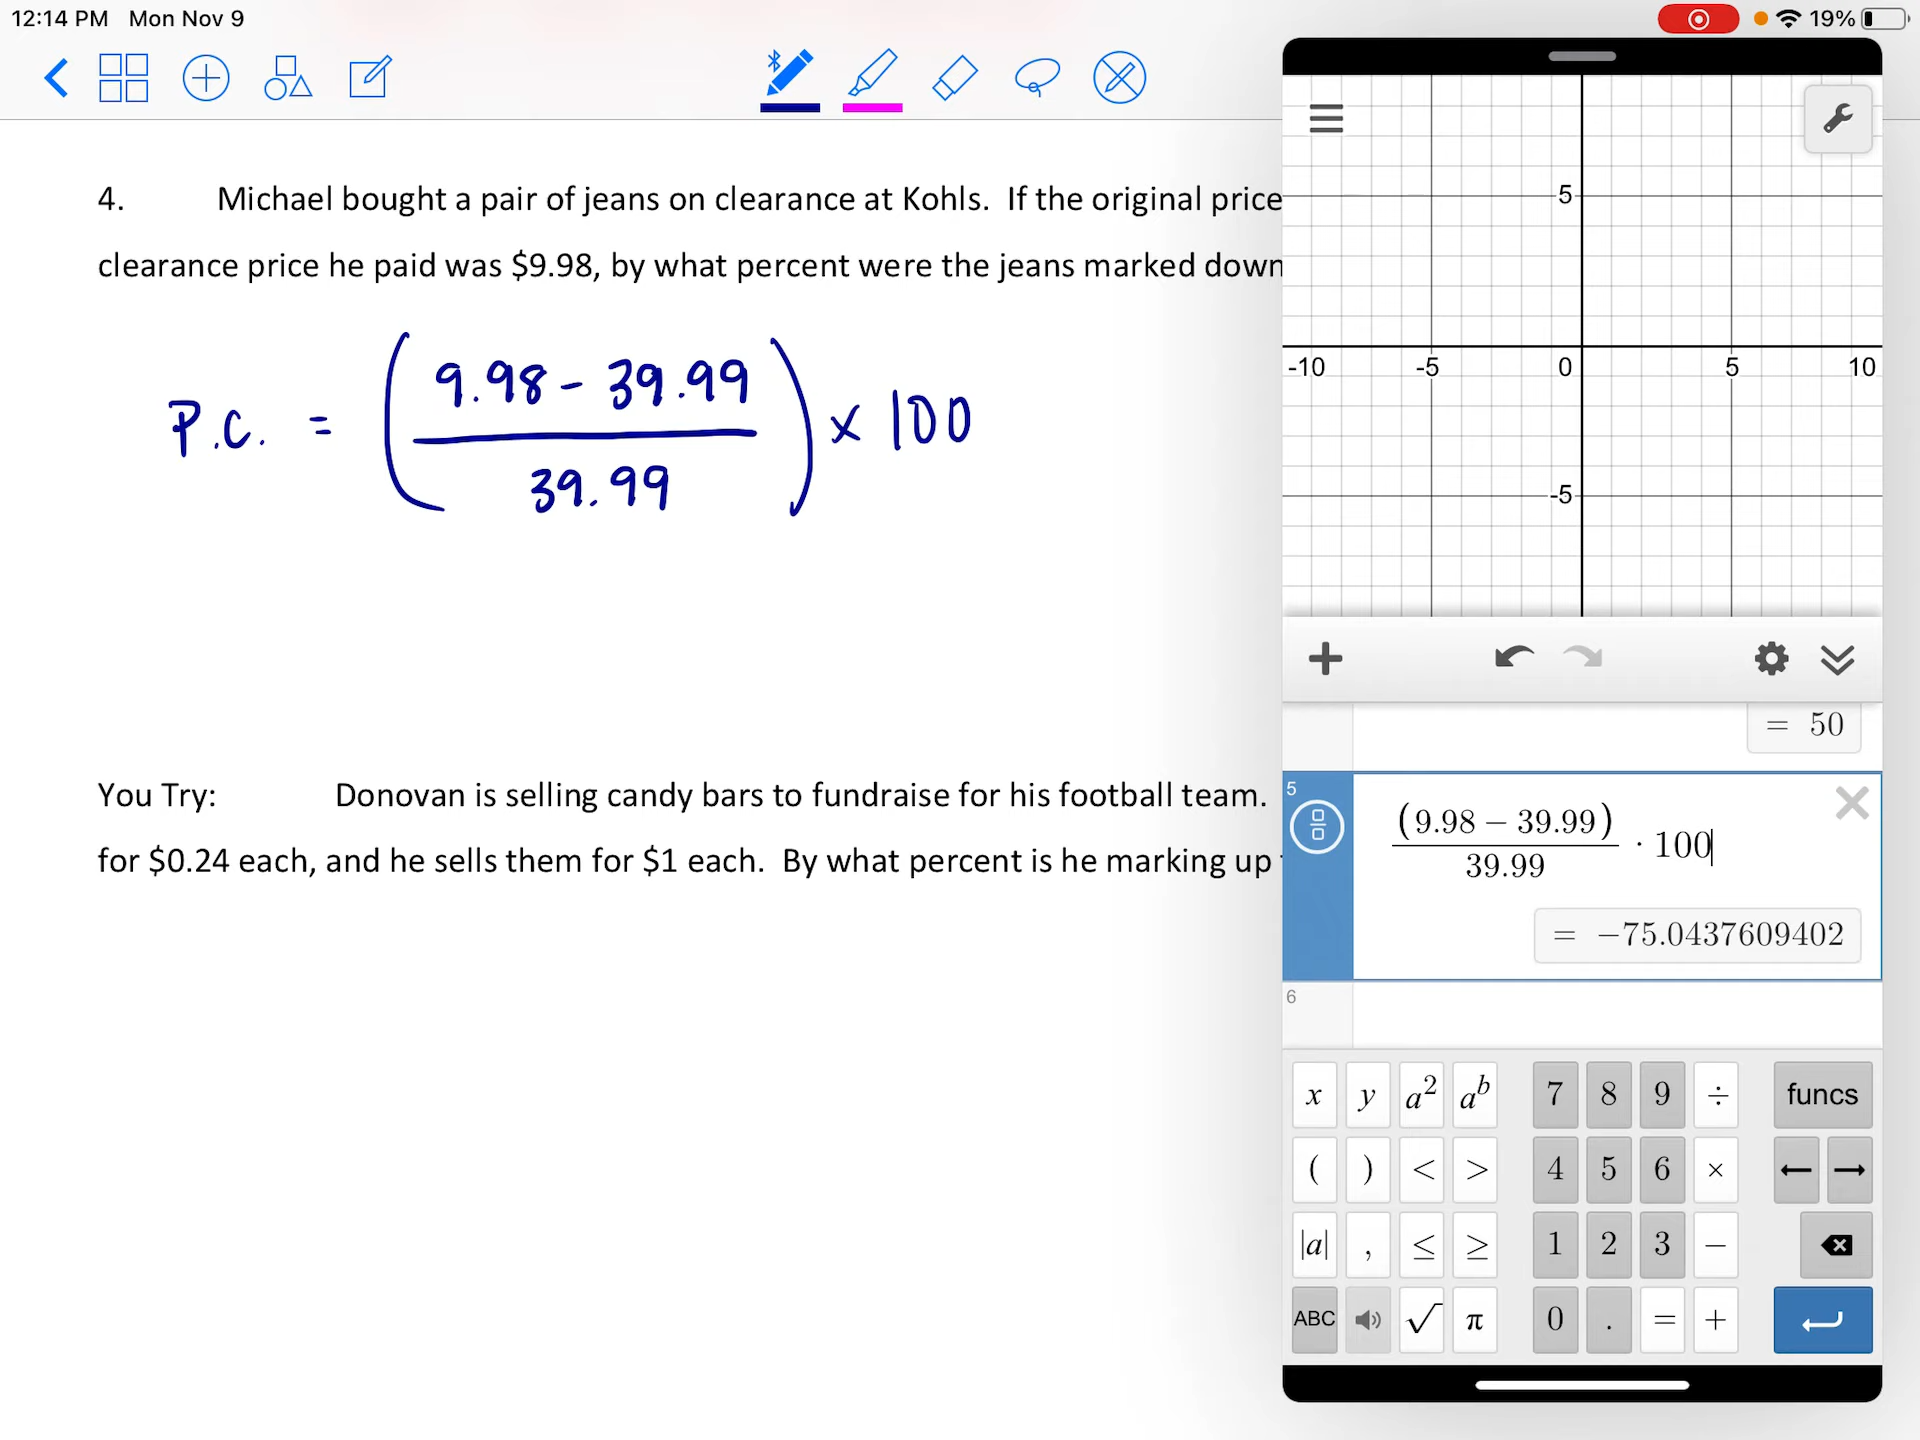 12:14 PM Mon Nov 9
19%
4. Michael bought a pair of jeans on clearance at Kohls. If the original price
clearance price he paid was $9.98, by what percent were the jeans marked down
P.C. = (9.98 - 39.99 / 39.99) x 100
You Try: Donovan is selling candy bars to fundraise for his football team.
for $0.24 each, and he sells them for $1 each. By what percent is he marking up
5
-10 -5 0 5 10
-5
= 50
5
(9.98 − 39.99) / 39.99 · 100
= −75.0437609402
6
x y a² aᵇ 7 8 9 ÷ funcs
( ) < > 4 5 6 × ← →
|a| , ≤ ≥ 1 2 3 −
ABC √ π 0 . = +